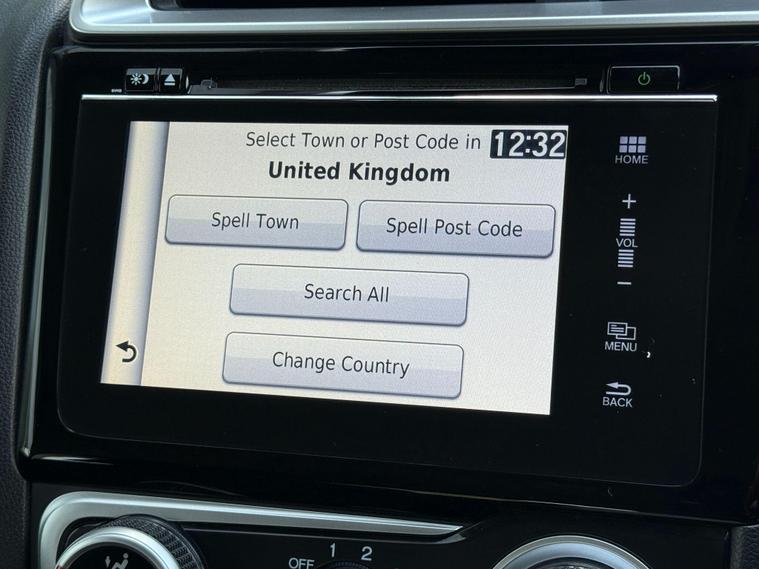 Select Town or Post Code in
12:32
United Kingdom
Spell Town
Spell Post Code
Search All
Change Country
HOME
+
VOL
−
MENU
BACK
OFF
1
2